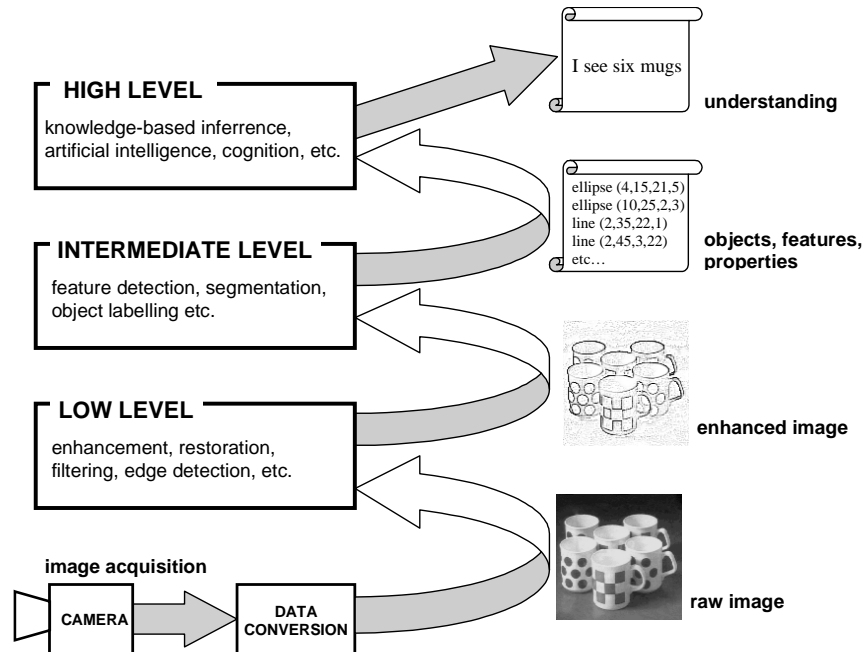 I see six mugs
understanding
HIGH LEVEL
knowledge-based inferrence,
artificial intelligence, cognition, etc.
ellipse (4,15,21,5)
ellipse (10,25,2,3)
line (2,35,22,1)
line (2,45,3,22)
etc…
objects, features,
properties
INTERMEDIATE LEVEL
feature detection, segmentation,
object labelling etc.
enhanced image
LOW LEVEL
enhancement, restoration,
filtering, edge detection, etc.
raw image
image acquisition
CAMERA
DATA
CONVERSION